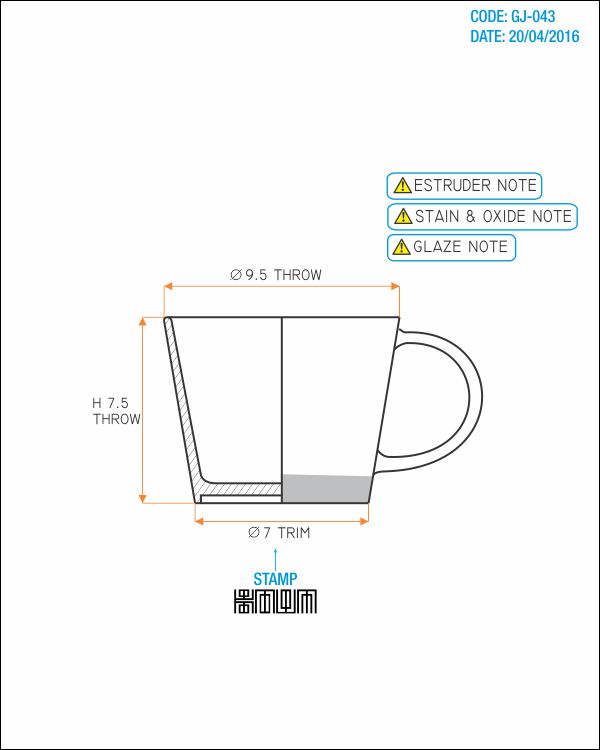 CODE: GJ-043
DATE: 20/04/2016
ESTRUDER NOTE
STAIN & OXIDE NOTE
GLAZE NOTE
⌀9.5 THROW
H 7.5
THROW
⌀7 TRIM
STAMP